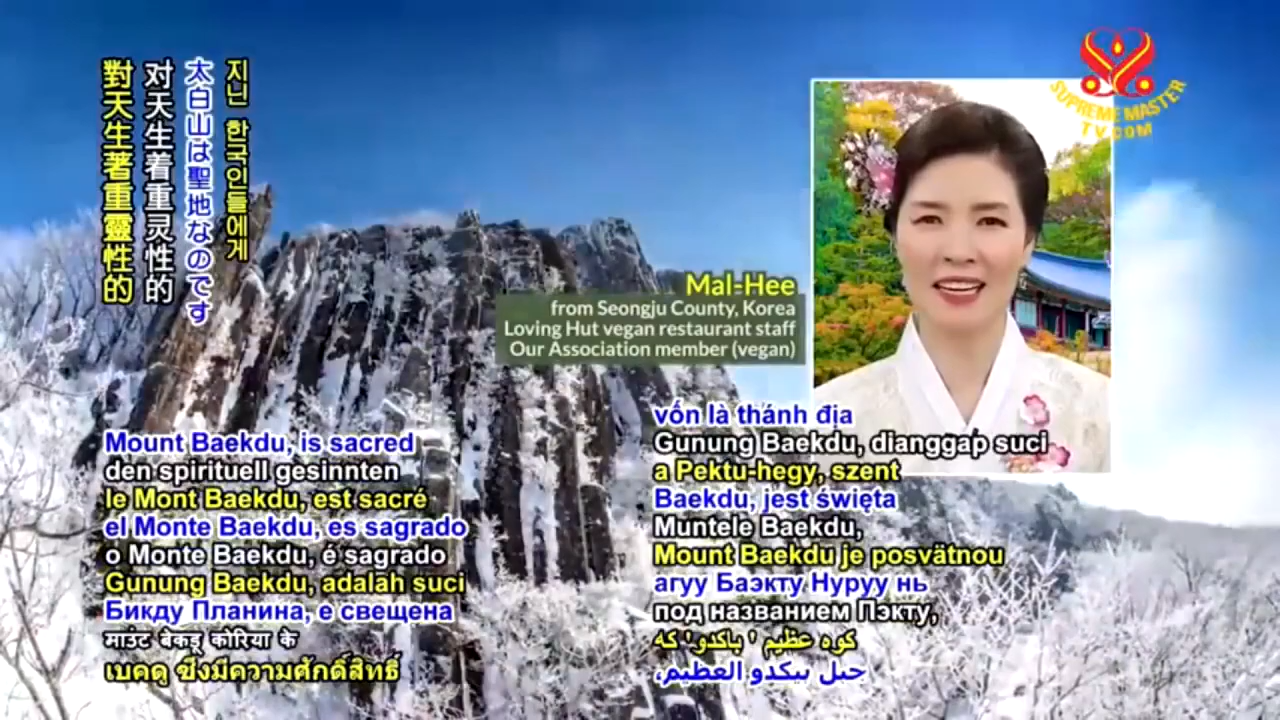 對天生著重靈性的
对天生着重灵性的
太白山は聖地なのです
지닌 한국인들에게
SUPREME MASTER
TV.COM
Mal-Hee
from Seongju County, Korea
Loving Hut vegan restaurant staff
Our Association member (vegan)
Mount Baekdu, is sacred
den spirituell gesinnten
le Mont Baekdu, est sacré
el Monte Baekdu, es sagrado
o Monte Baekdu, é sagrado
Gunung Baekdu, adalah suci
Бикду Планина, е свещена
माउंट बेकडू कोरिया के
เบคดู ซึ่งมีความศักดิ์สิทธิ์
vốn là thánh địa
Gunung Baekdu, dianggap suci
a Pektu-hegy, szent
Baekdu, jest święta
Muntele Baekdu,
Mount Baekdu je posvätnou
агуу Баэкту Нуруу нь
под названием Пэкту,
کوه عظیم ' باکدو' که
جبل بيكدو العظيم،